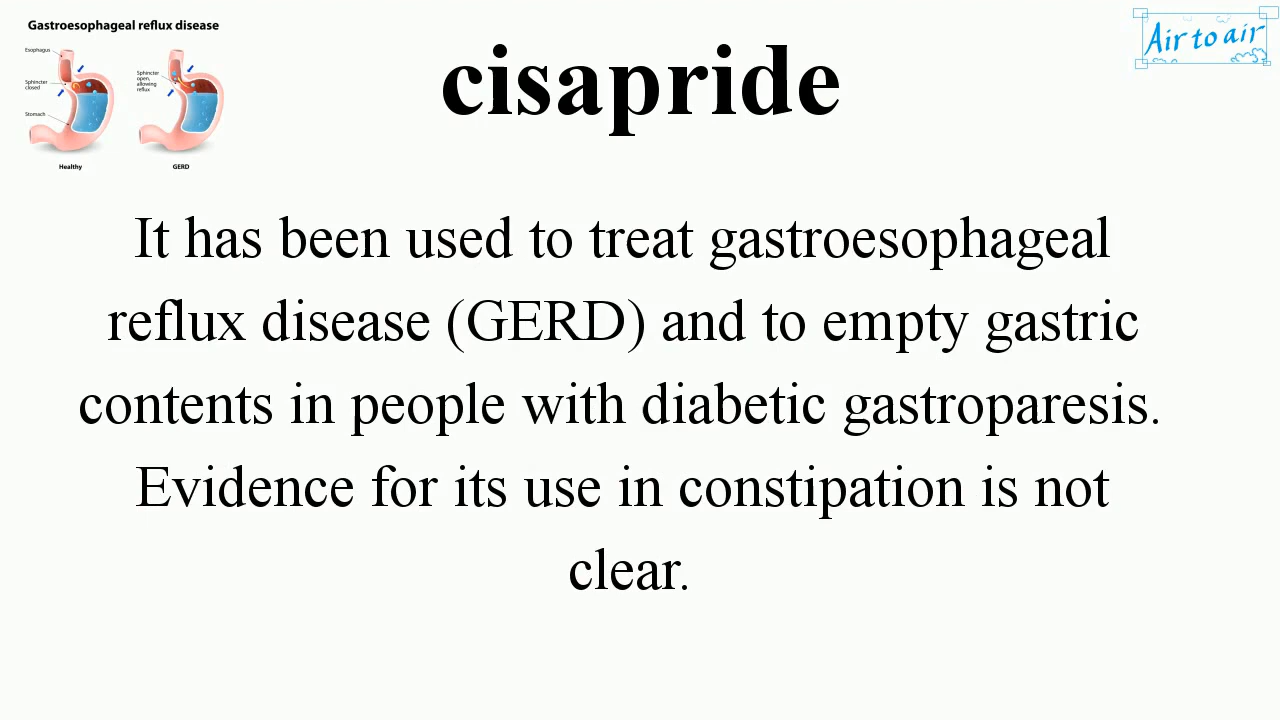 Gastroesophageal reflux disease
Esophagus
Sphincter
closed
Stomach
Healthy
Sphincter
open,
allowing
reflux
GERD
cisapride
Air to air
It has been used to treat gastroesophageal
reflux disease (GERD) and to empty gastric
contents in people with diabetic gastroparesis.
Evidence for its use in constipation is not
clear.